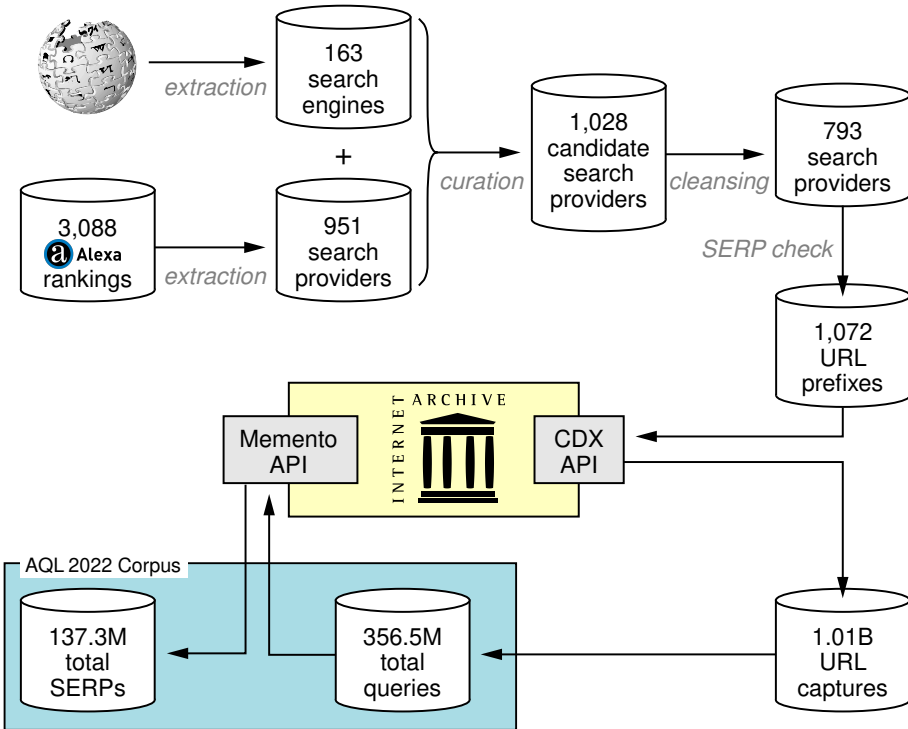 163
search
engines
extraction
+
3,088
a Alexa
rankings
extraction
951
search
providers
curation
1,028
candidate
search
providers
cleansing
793
search
providers
SERP check
1,072
URL
prefixes
INTERNET
ARCHIVE
Memento
API
CDX
API
AQL 2022 Corpus
137.3M
total
SERPs
356.5M
total
queries
1.01B
URL
captures